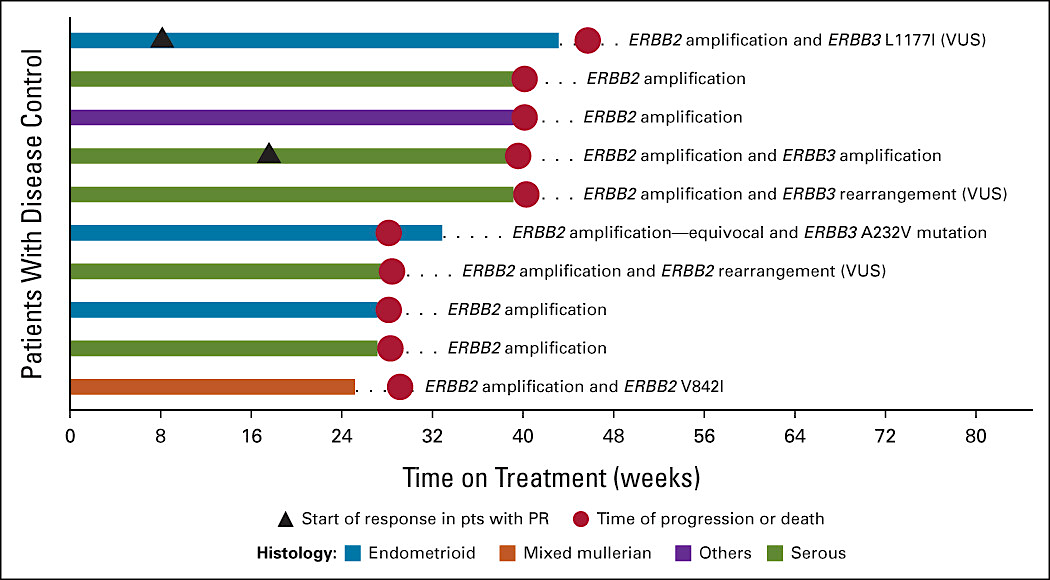 Patients With Disease Control
ERBB2 amplification and ERBB3 L1177I (VUS)
ERBB2 amplification
ERBB2 amplification
ERBB2 amplification and ERBB3 amplification
ERBB2 amplification and ERBB3 rearrangement (VUS)
ERBB2 amplification—equivocal and ERBB3 A232V mutation
ERBB2 amplification and ERBB2 rearrangement (VUS)
ERBB2 amplification
ERBB2 amplification
ERBB2 amplification and ERBB2 V842I
0 8 16 24 32 40 48 56 64 72 80
Time on Treatment (weeks)
Start of response in pts with PR Time of progression or death
Histology: Endometrioid Mixed mullerian Others Serous